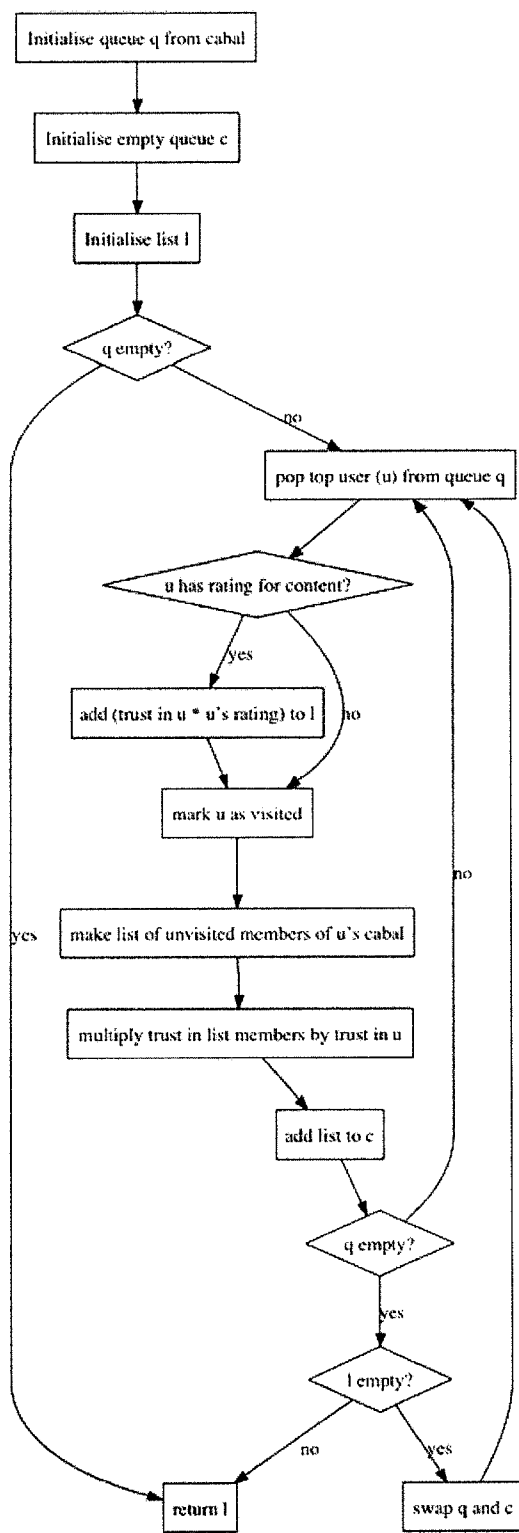 Initialise queue q from cabal
Initialise empty queue c
Initialise list l
q empty?
no
pop top user (u) from queue q
u has rating for content?
yes
add (trust in u * u's rating) to l
no
mark u as visited
no
make list of unvisited members of u's cabal
yes
multiply trust in list members by trust in u
add list to c
q empty?
yes
l empty?
no
yes
return l
swap q and c